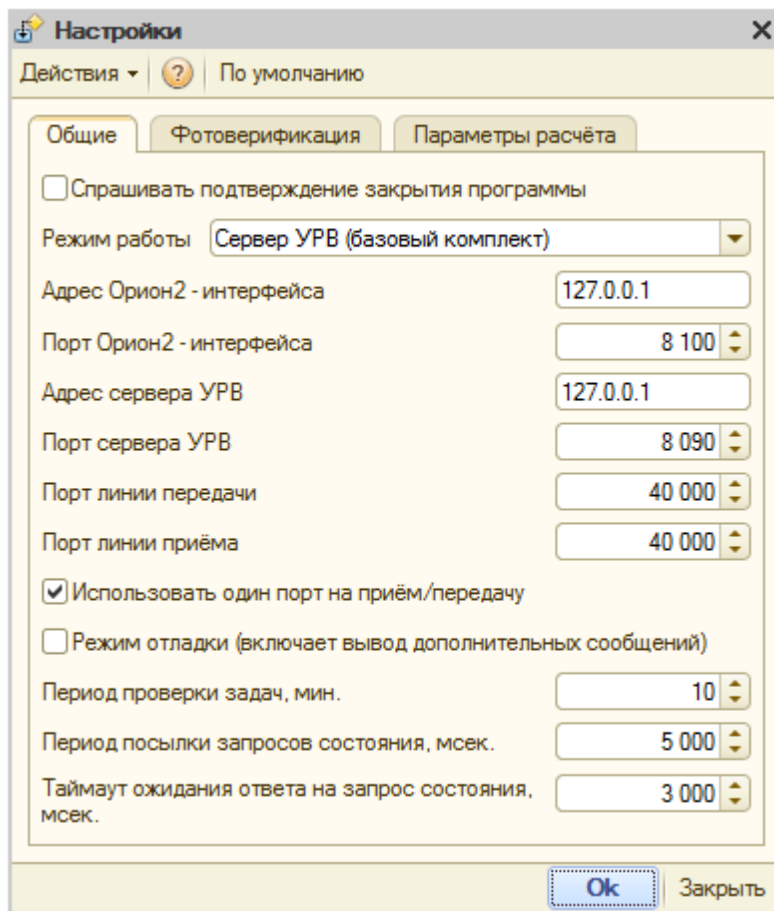 Настройки
Действия ? По умолчанию
Общие Фотоверификация Параметры расчёта
Спрашивать подтверждение закрытия программы
Режим работы Сервер УРВ (базовый комплект)
Адрес Орион2 - интерфейса 127.0.0.1
Порт Орион2 - интерфейса 8 100
Адрес сервера УРВ 127.0.0.1
Порт сервера УРВ 8 090
Порт линии передачи 40 000
Порт линии приёма 40 000
Использовать один порт на приём/передачу
Режим отладки (включает вывод дополнительных сообщений)
Период проверки задач, мин. 10
Период посылки запросов состояния, мсек. 5 000
Таймаут ожидания ответа на запрос состояния, 3 000
мсек.
Ok Закрыть